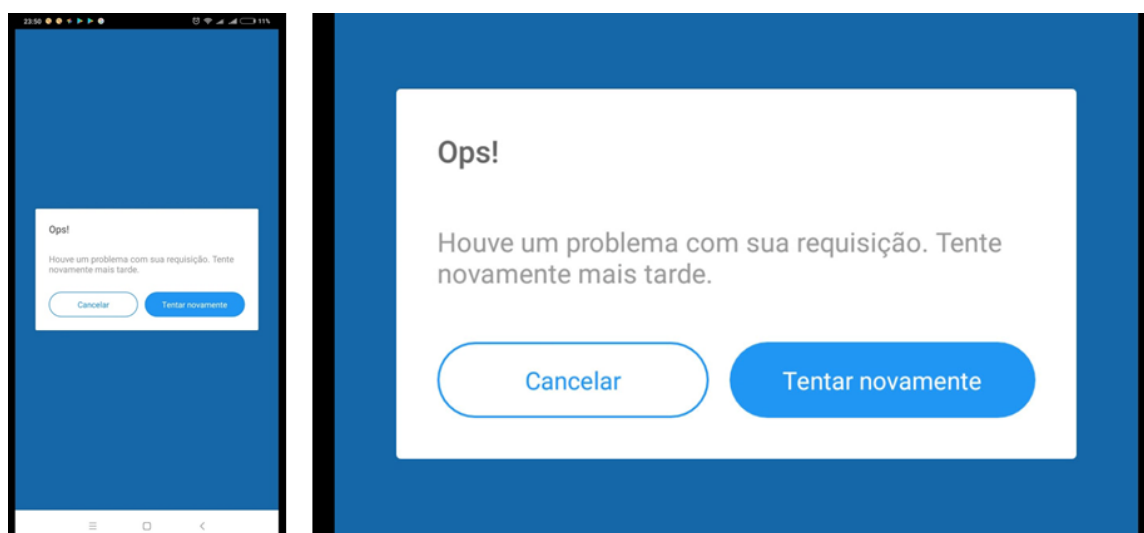 23:50
11%
Ops!
Houve um problema com sua requisição. Tente
novamente mais tarde.
Cancelar
Tentar novamente
Ops!
Houve um problema com sua requisição. Tente
novamente mais tarde.
Cancelar
Tentar novamente